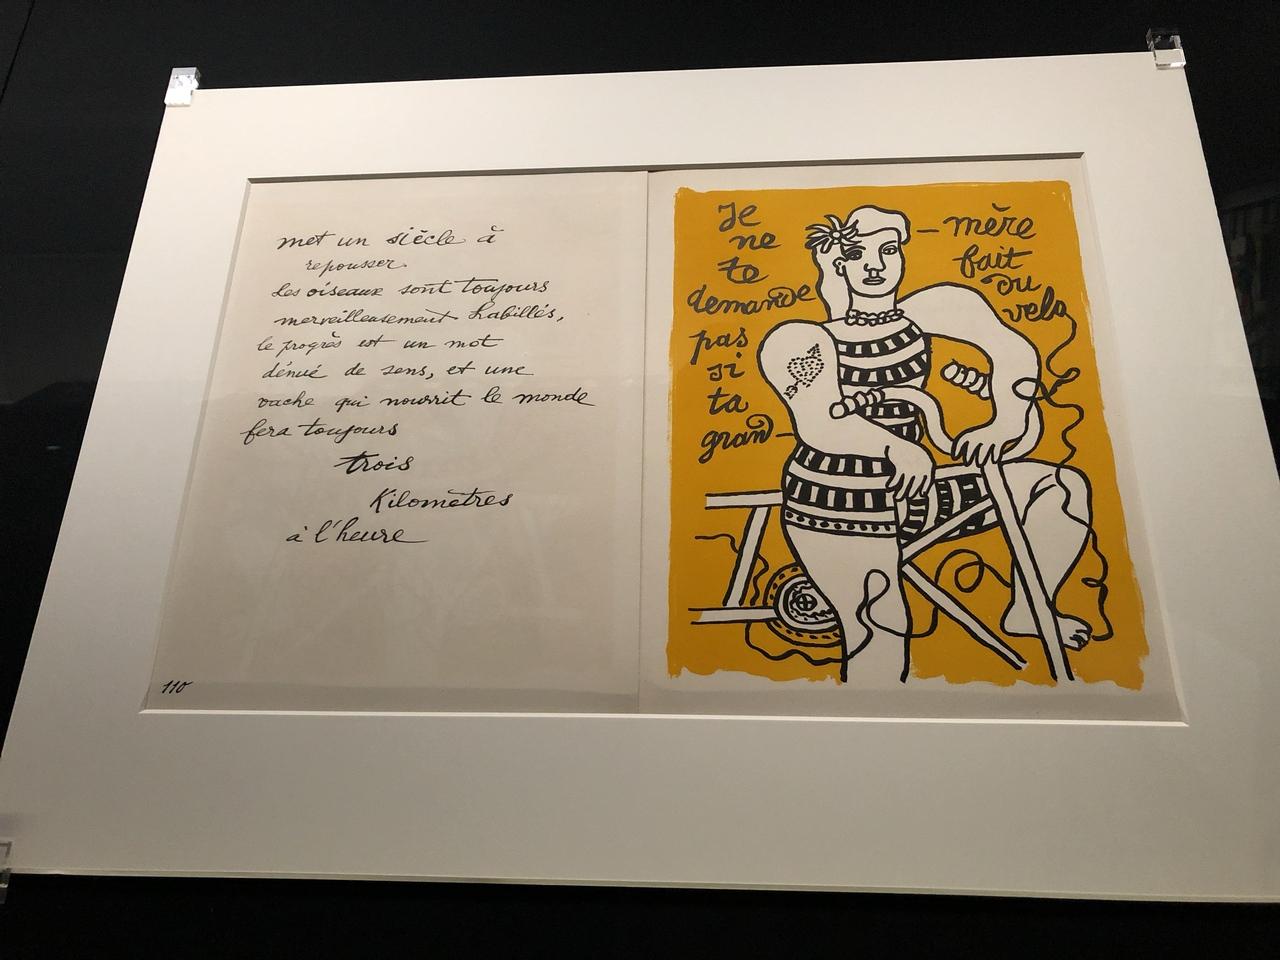 met un siècle à
repousser.
Les oiseaux sont toujours
merveilleusement habillés,
le progrès est un mot
dénué de sens, et une
vache qui nourrit le monde
fera toujours
trois
Kilomètres
à l'heure
110
Je
ne
te
demande
pas
si
ta
grand-
-mère
fait
du
velo